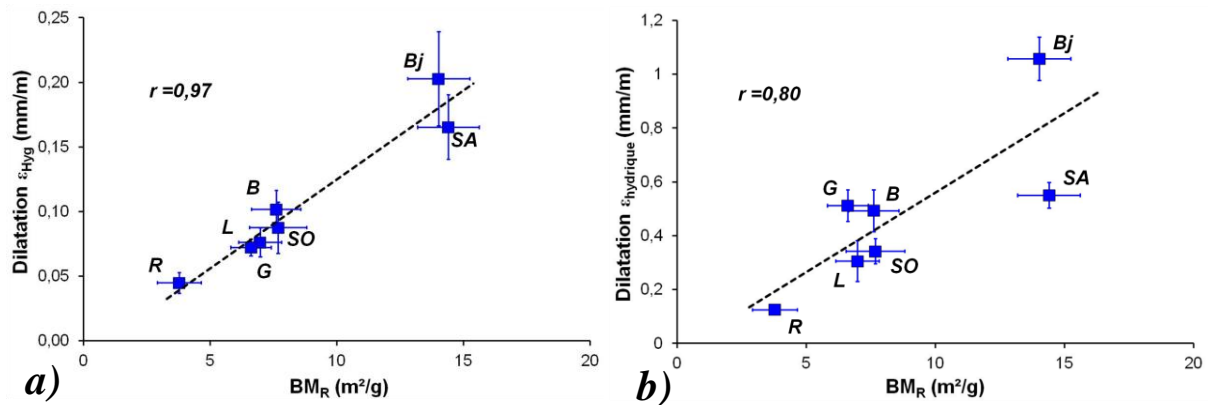 0,25
0,20
0,15
0,10
0,05
0,00
Dilatation εHyg (mm/m)
r =0,97
Bj
SA
B
L
SO
G
R
0
5
10
15
20
BM_R (m²/g)
a)
1,2
1
0,8
0,6
0,4
0,2
0
Dilatation εhydrique (mm/m)
r =0,80
Bj
SA
G
B
SO
L
R
0
5
10
15
20
BM_R (m²/g)
b)